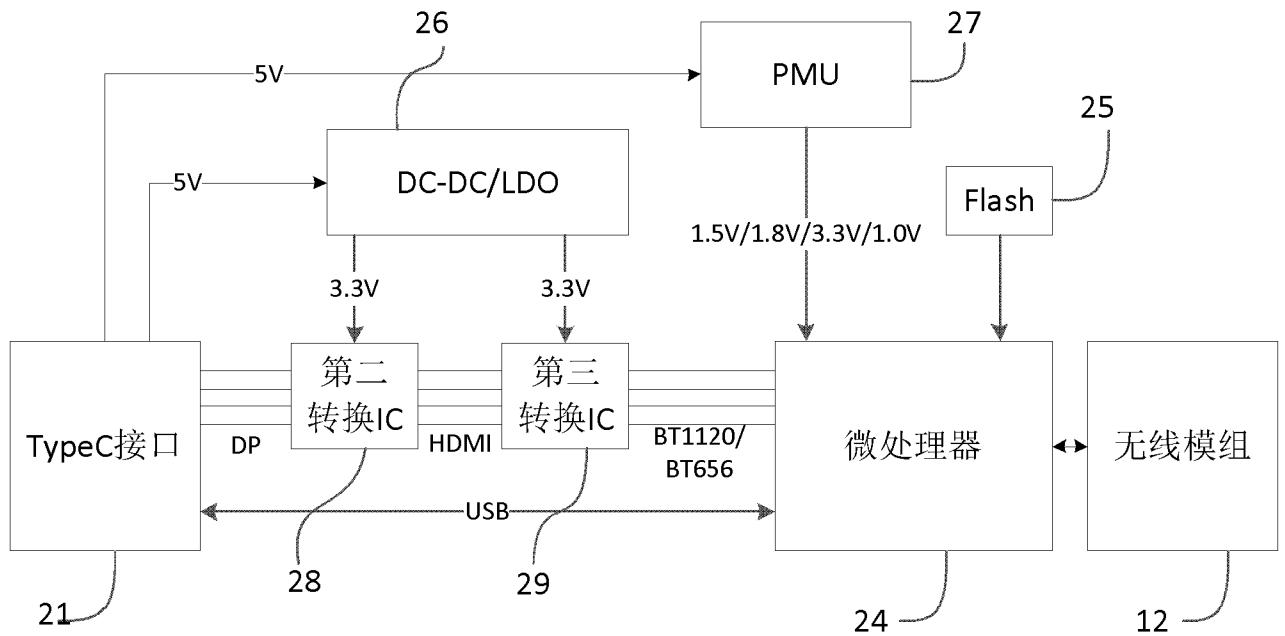 26
27
5V
PMU
25
5V
DC-DC/LDO
Flash
1.5V/1.8V/3.3V/1.0V
3.3V
3.3V
第二
转换IC
第三
转换IC
TypeC接口
DP
HDMI
BT1120/
BT656
微处理器
无线模组
USB
28
29
21
24
12